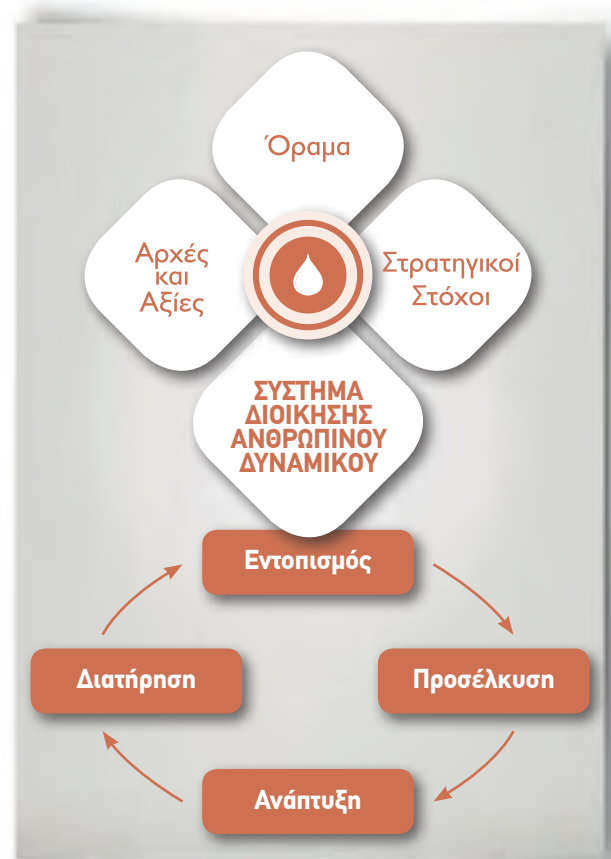 Όραμα
Αρχές
και
Αξίες
Στρατηγικοί
Στόχοι
ΣΥΣΤΗΜΑ
ΔΙΟΙΚΗΣΗΣ
ΑΝΘΡΩΠΙΝΟΥ
ΔΥΝΑΜΙΚΟΥ
Εντοπισμός
Διατήρηση
Προσέλκυση
Ανάπτυξη